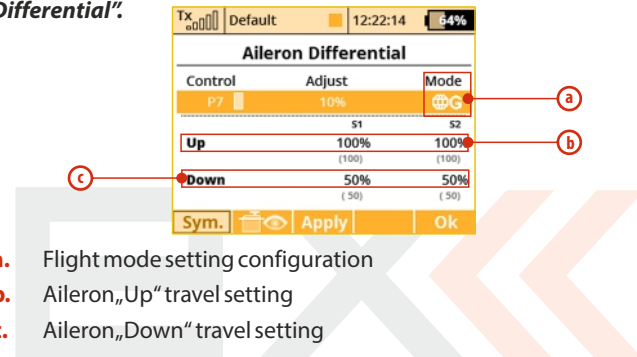 Differential”.
Tx Default 12:22:14 64%
Aileron Differential
Control Adjust Mode
P7 10% G
S1 S2
Up 100% 100%
(100) (100)
Down 50% 50%
( 50) ( 50)
Sym. Apply Ok
a
b
c
a. Flight mode setting configuration
b. Aileron„Up“ travel setting
c. Aileron„Down“ travel setting